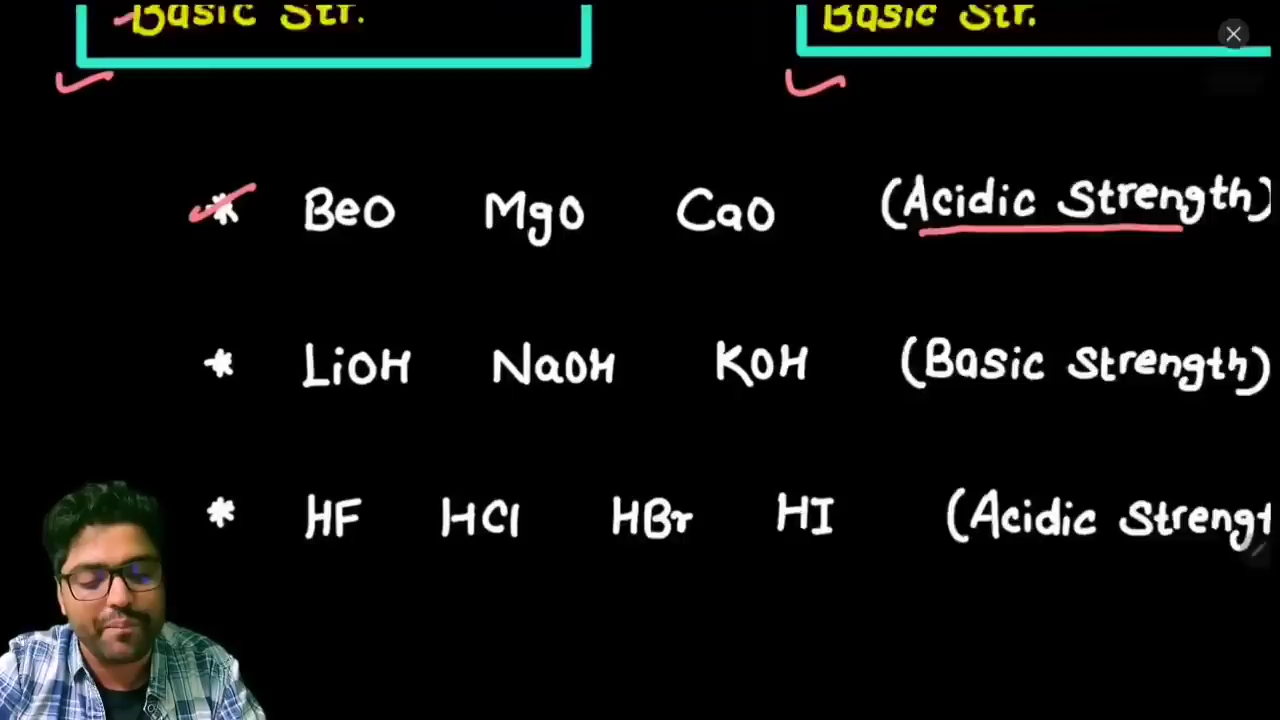 Basic Str. Basic Str.
* BeO MgO CaO (Acidic Strength)
* LiOH NaOH KOH (Basic Strength)
* HF HCl HBr HI (Acidic Strengt